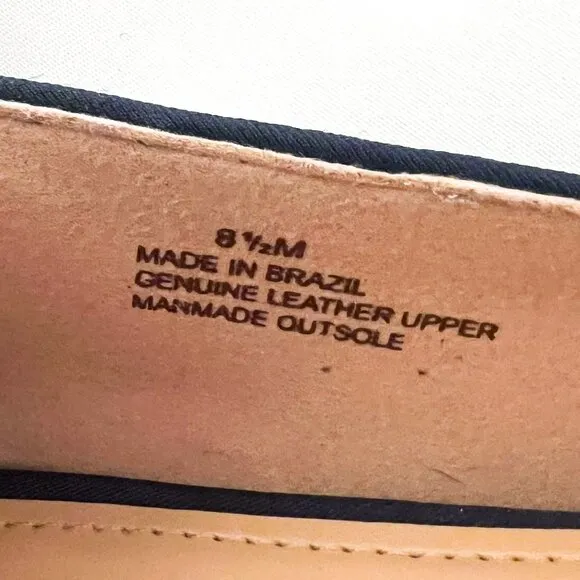 8 ½M
MADE IN BRAZIL
GENUINE LEATHER UPPER
MANMADE OUTSOLE